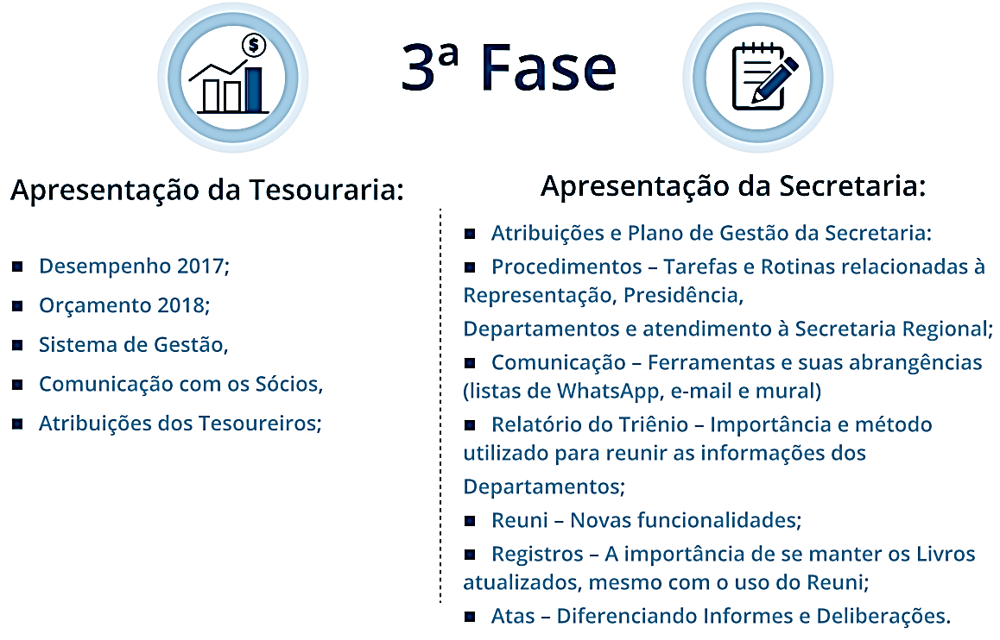 3ª Fase
Apresentação da Tesouraria:
▪ Desempenho 2017;
▪ Orçamento 2018;
▪ Sistema de Gestão,
▪ Comunicação com os Sócios,
▪ Atribuições dos Tesoureiros;
Apresentação da Secretaria:
▪ Atribuições e Plano de Gestão da Secretaria:
▪ Procedimentos – Tarefas e Rotinas relacionadas à
Representação, Presidência,
Departamentos e atendimento à Secretaria Regional;
▪ Comunicação – Ferramentas e suas abrangências
(listas de WhatsApp, e-mail e mural)
▪ Relatório do Triênio – Importância e método
utilizado para reunir as informações dos
Departamentos;
▪ Reuni – Novas funcionalidades;
▪ Registros – A importância de se manter os Livros
atualizados, mesmo com o uso do Reuni;
▪ Atas – Diferenciando Informes e Deliberações.